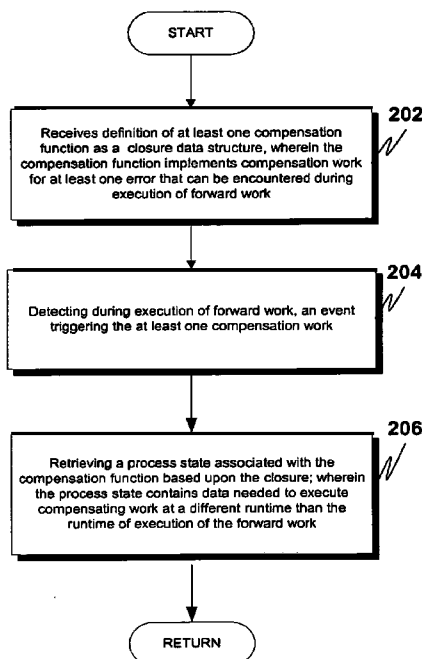 START
202
Receives definition of at least one compensation
function as a closure data structure, wherein the
compensation function implements compensation work
for at least one error that can be encountered during
execution of forward work
204
Detecting during execution of forward work, an event
triggering the at least one compensation work
206
Retrieving a process state associated with the
compensation function based upon the closure; wherein
the process state contains data needed to execute
compensating work at a different runtime than the
runtime of execution of the forward work
RETURN